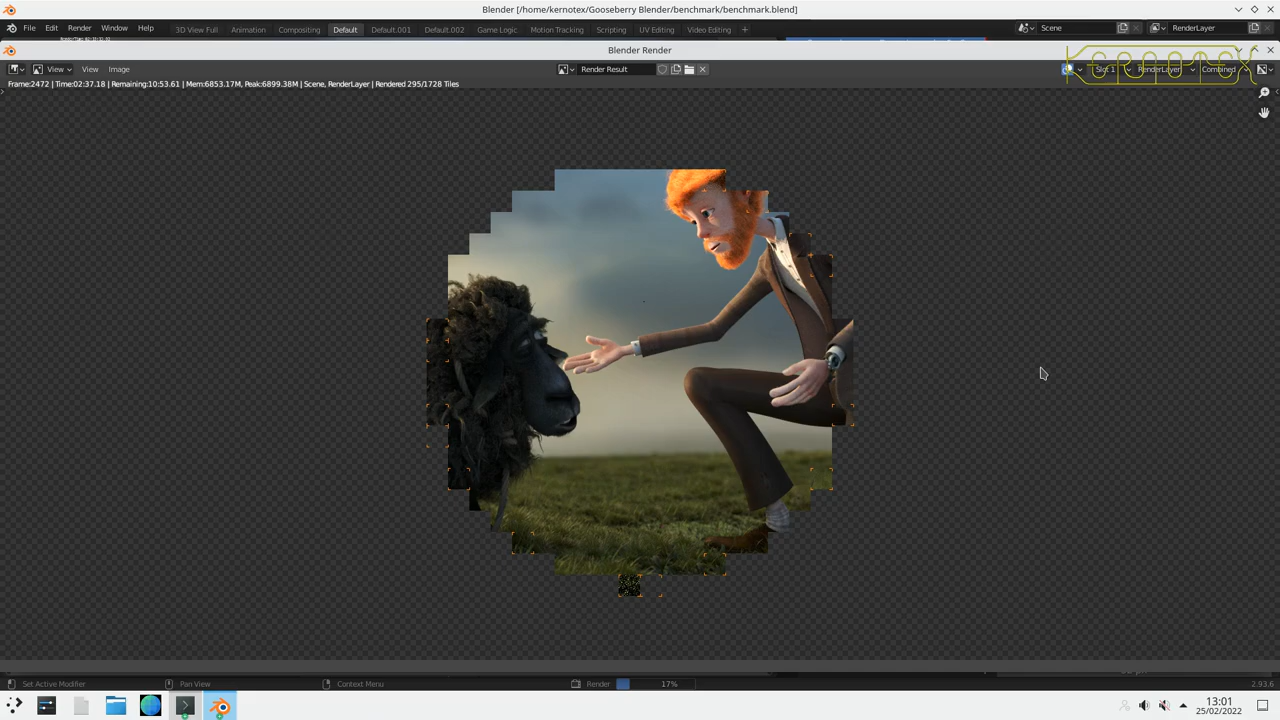 Blender [/home/kernotex/Gooseberry Blender/benchmark/benchmark.blend]
File Edit Render Window Help 3D View Full Animation Compositing Default Default.001 Default.002 Game Logic Motion Tracking Scripting UV Editing Video Editing Scene RenderLayer
Blender Render
View View Image Render Result Slot 1 RenderLayer Combined
Kernotex
Frame:2472 | Time:02:37.18 | Remaining:10:53.61 | Mem:6853.17M, Peak:6899.38M | Scene, RenderLayer | Rendered 295/1728 Tiles
Set Active Modifier Pan View Context Menu Render 17% 2.93.6
13:01
25/02/2022